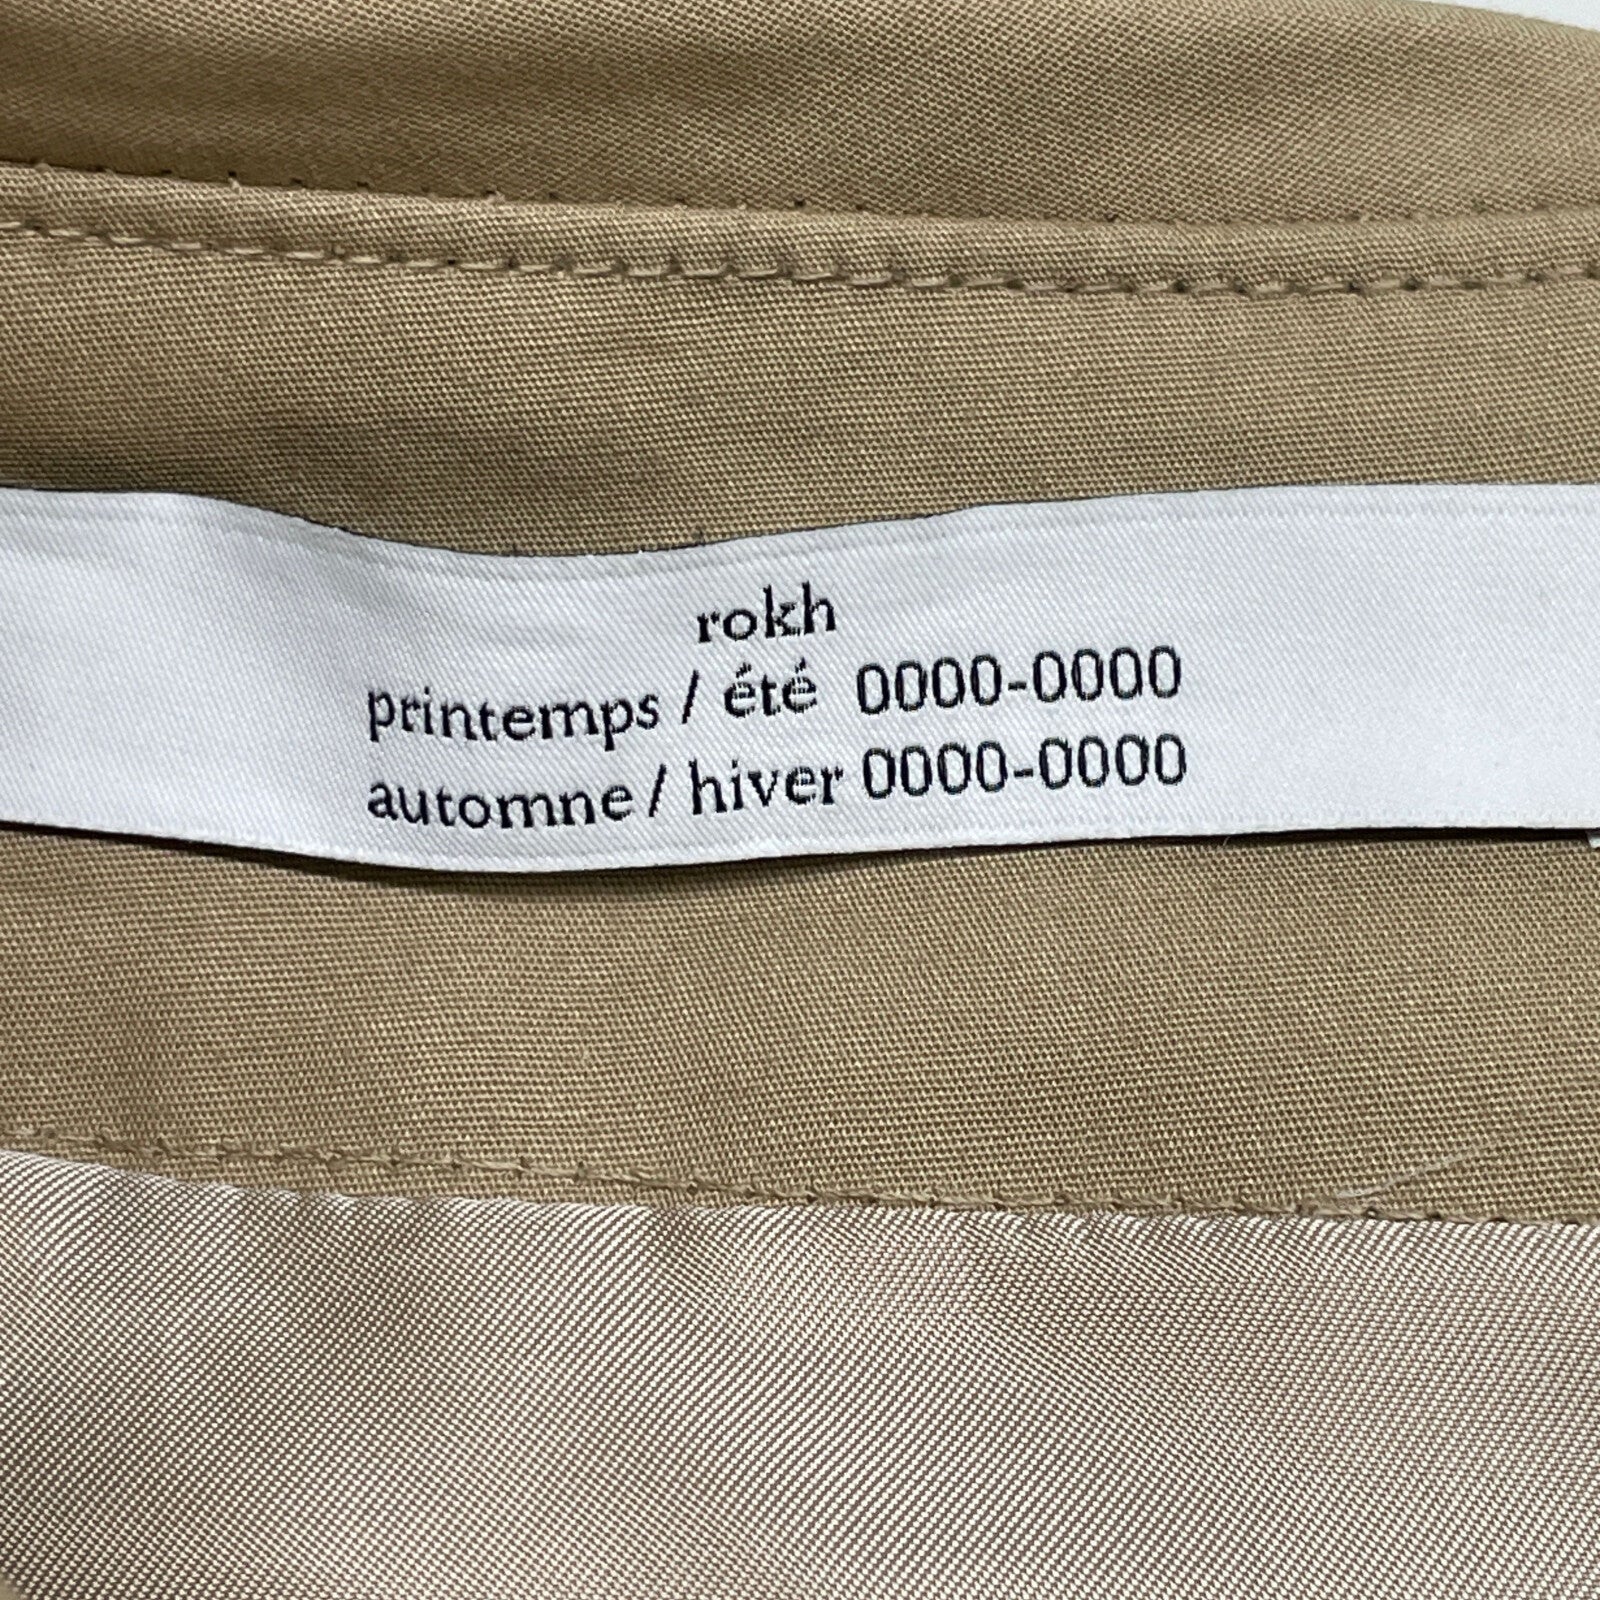 rokh
printemps / été 0000-0000
automne / hiver 0000-0000